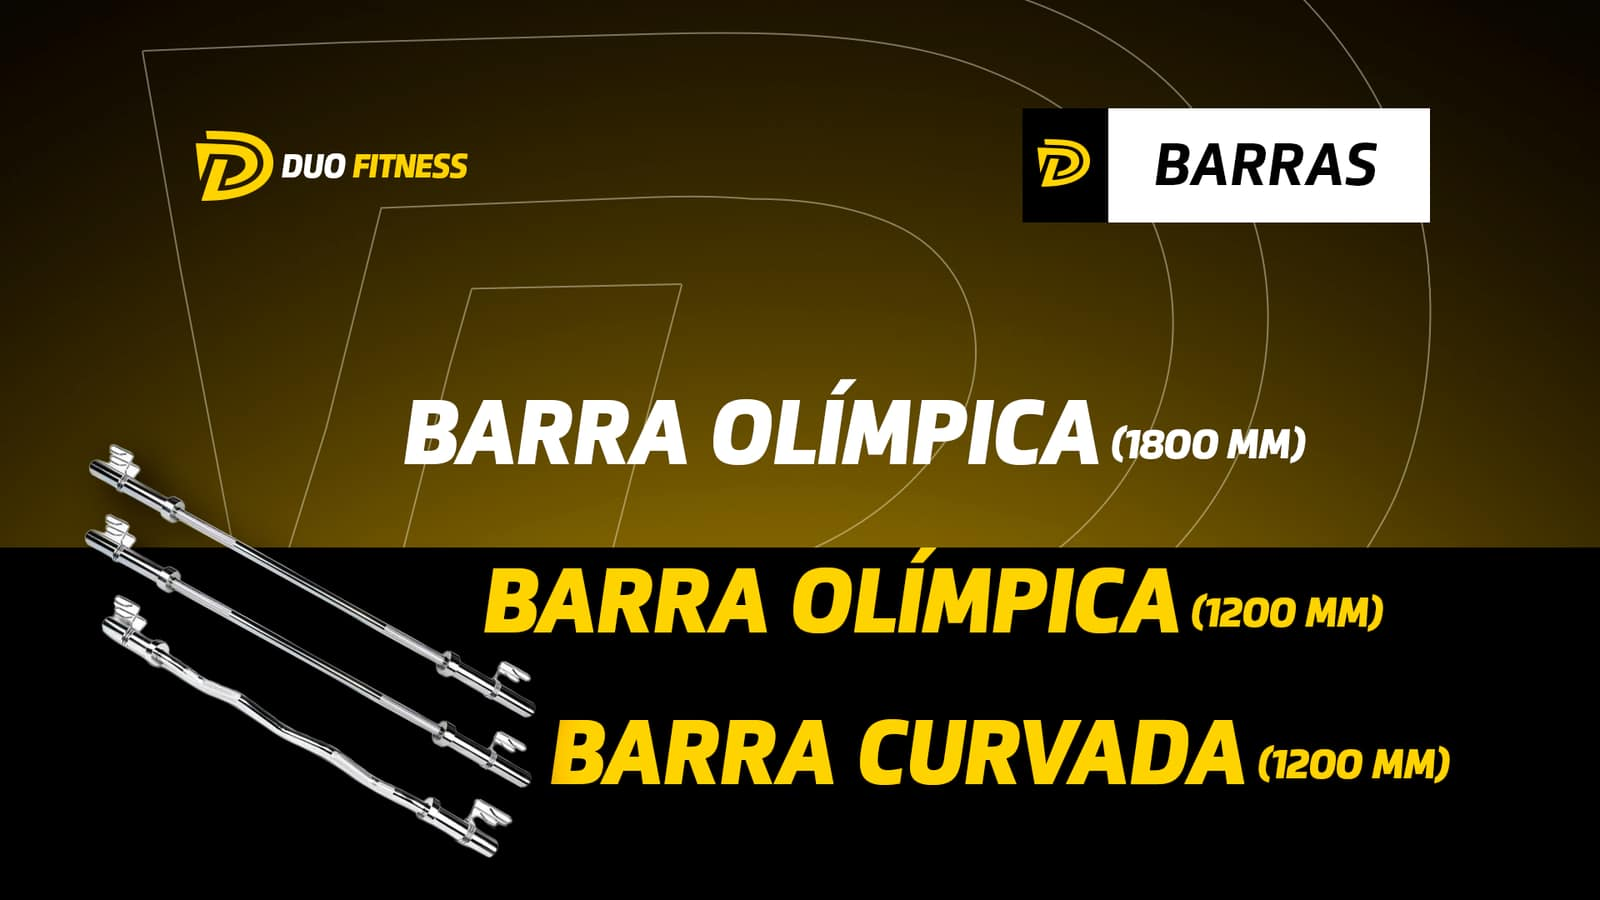 DUO FITNESS
BARRAS
BARRA OLÍMPICA (1800 MM)
BARRA OLÍMPICA (1200 MM)
BARRA CURVADA (1200 MM)